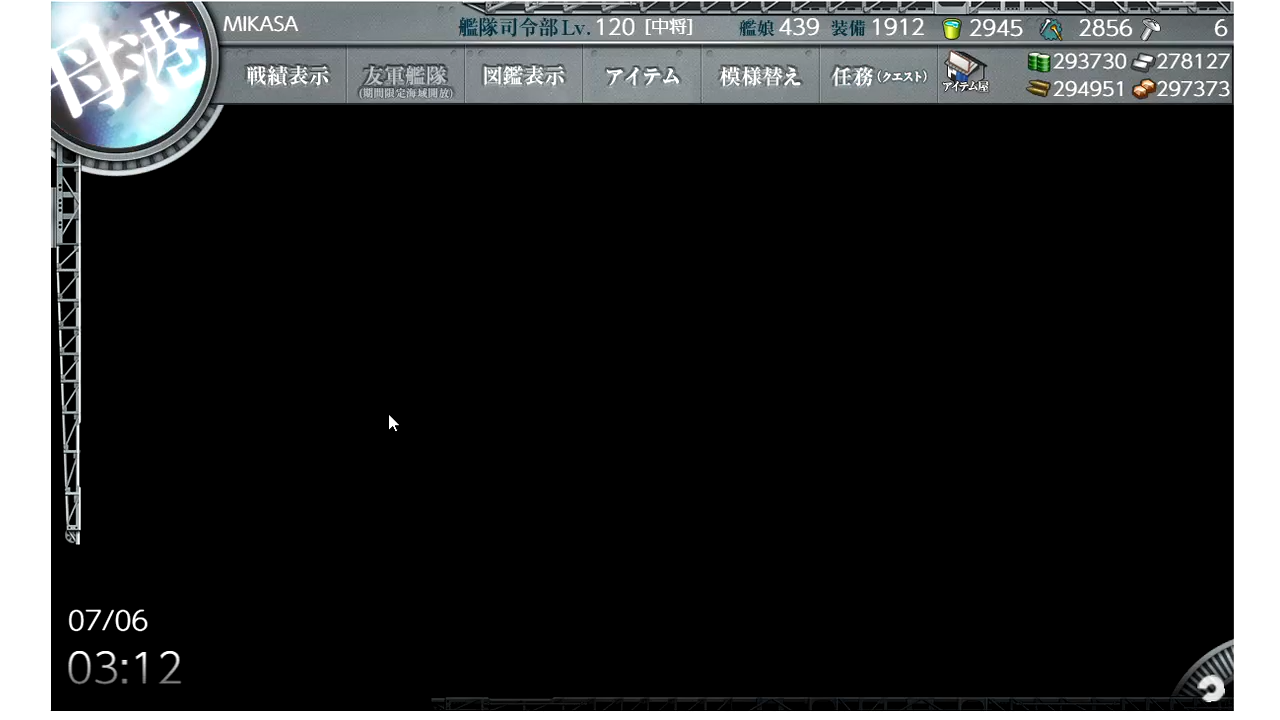 母港
MIKASA
艦隊司令部Lv. 120 [中将]
艦娘 439 装備 1912
2945 2856 6
戦績表示
友軍艦隊
(期間限定海域開放)
図鑑表示
アイテム
模様替え
任務(クエスト)
アイテム屋
293730 278127
294951 297373
07/06
03:12